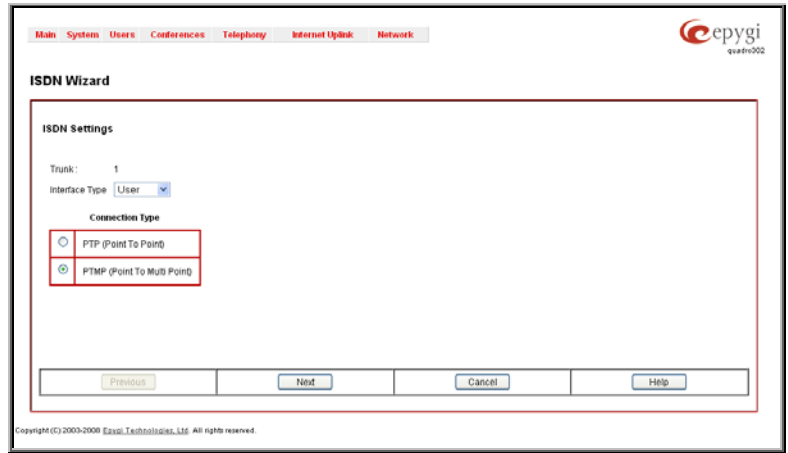 Main System Users Conferences Telephony Internet Uplink Network
epygi
quadro002
ISDN Wizard
ISDN Settings
Trunk: 1
Interface Type User
Connection Type
PTP (Point To Point)
PTMP (Point To Multi Point)
Previous Next Cancel Help
Copyright (C) 2003-2008 Epygi Technologies, Ltd. All rights reserved.